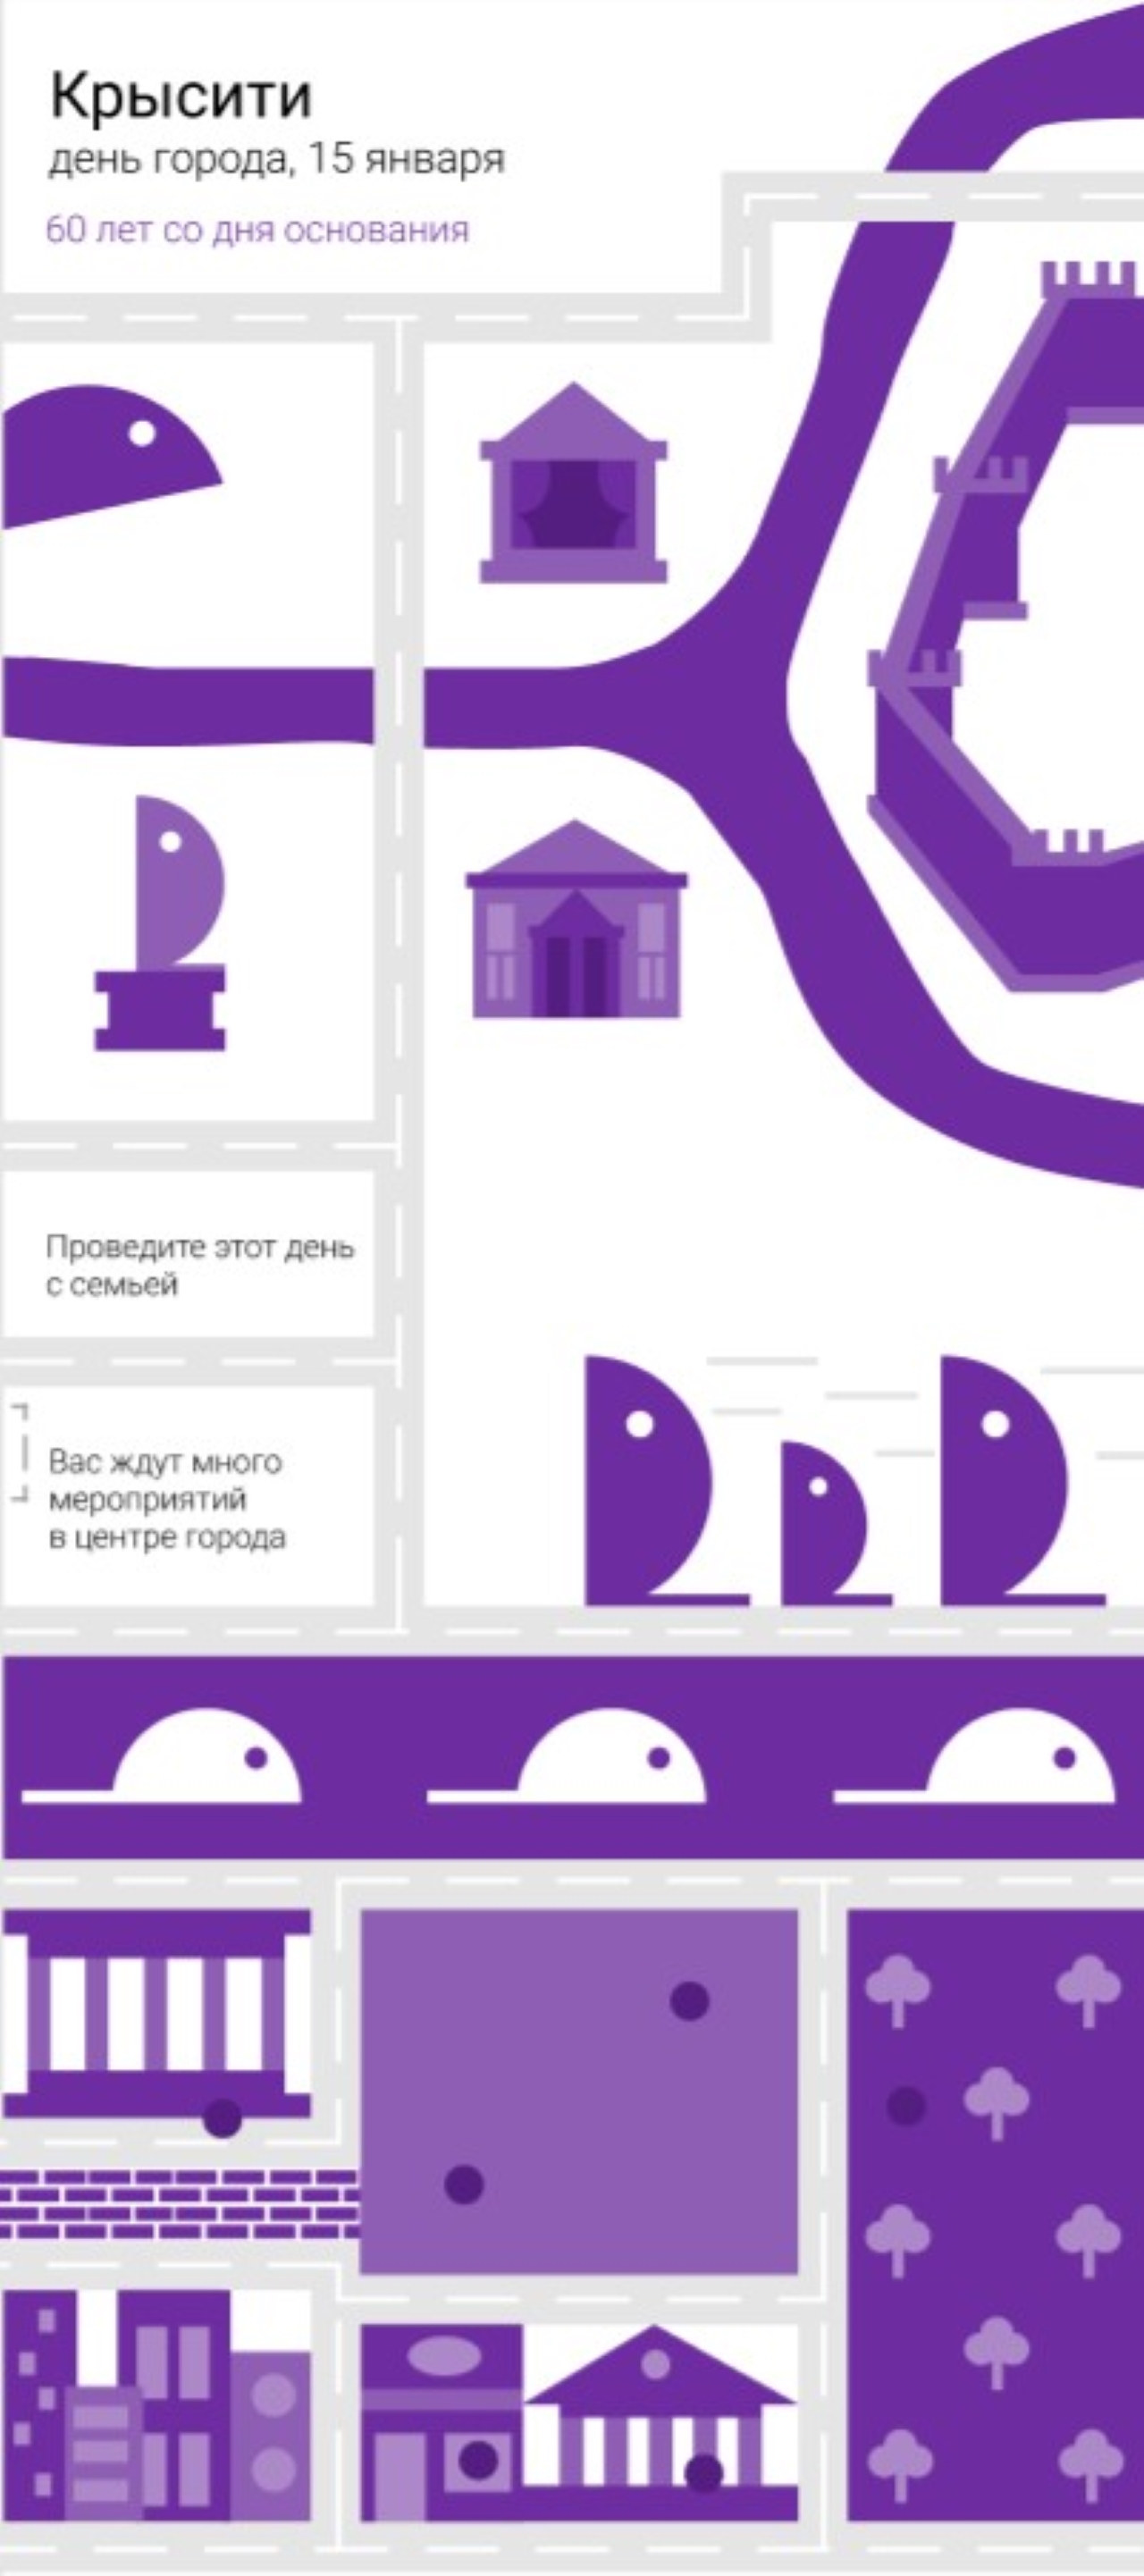 Крысити
день города, 15 января
60 лет со дня основания
Проведите этот день
с семьей
Вас ждут много
мероприятий
в центре города